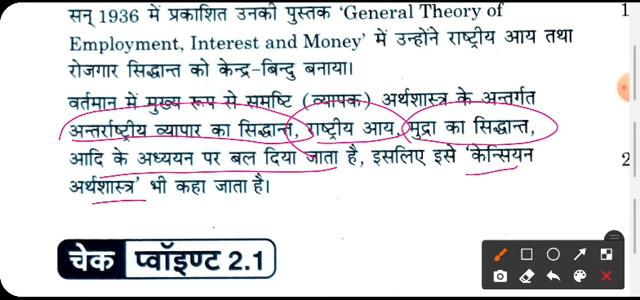 सन् 1936 में प्रकाशित उनकी पुस्तक ‘General Theory of
Employment, Interest and Money’ में उन्होंने राष्ट्रीय आय तथा
रोजगार सिद्धान्त को केन्द्र-बिन्दु बनाया।
वर्तमान में मुख्य रूप से समष्टि (व्यापक) अर्थशास्त्र के अन्तर्गत
अन्तर्राष्ट्रीय व्यापार का सिद्धान्त, राष्ट्रीय आय, मुद्रा का सिद्धान्त,
आदि के अध्ययन पर बल दिया जाता है, इसलिए इसे ‘केन्सियन
अर्थशास्त्र’ भी कहा जाता है।
चेक प्वॉइण्ट 2.1
1
2